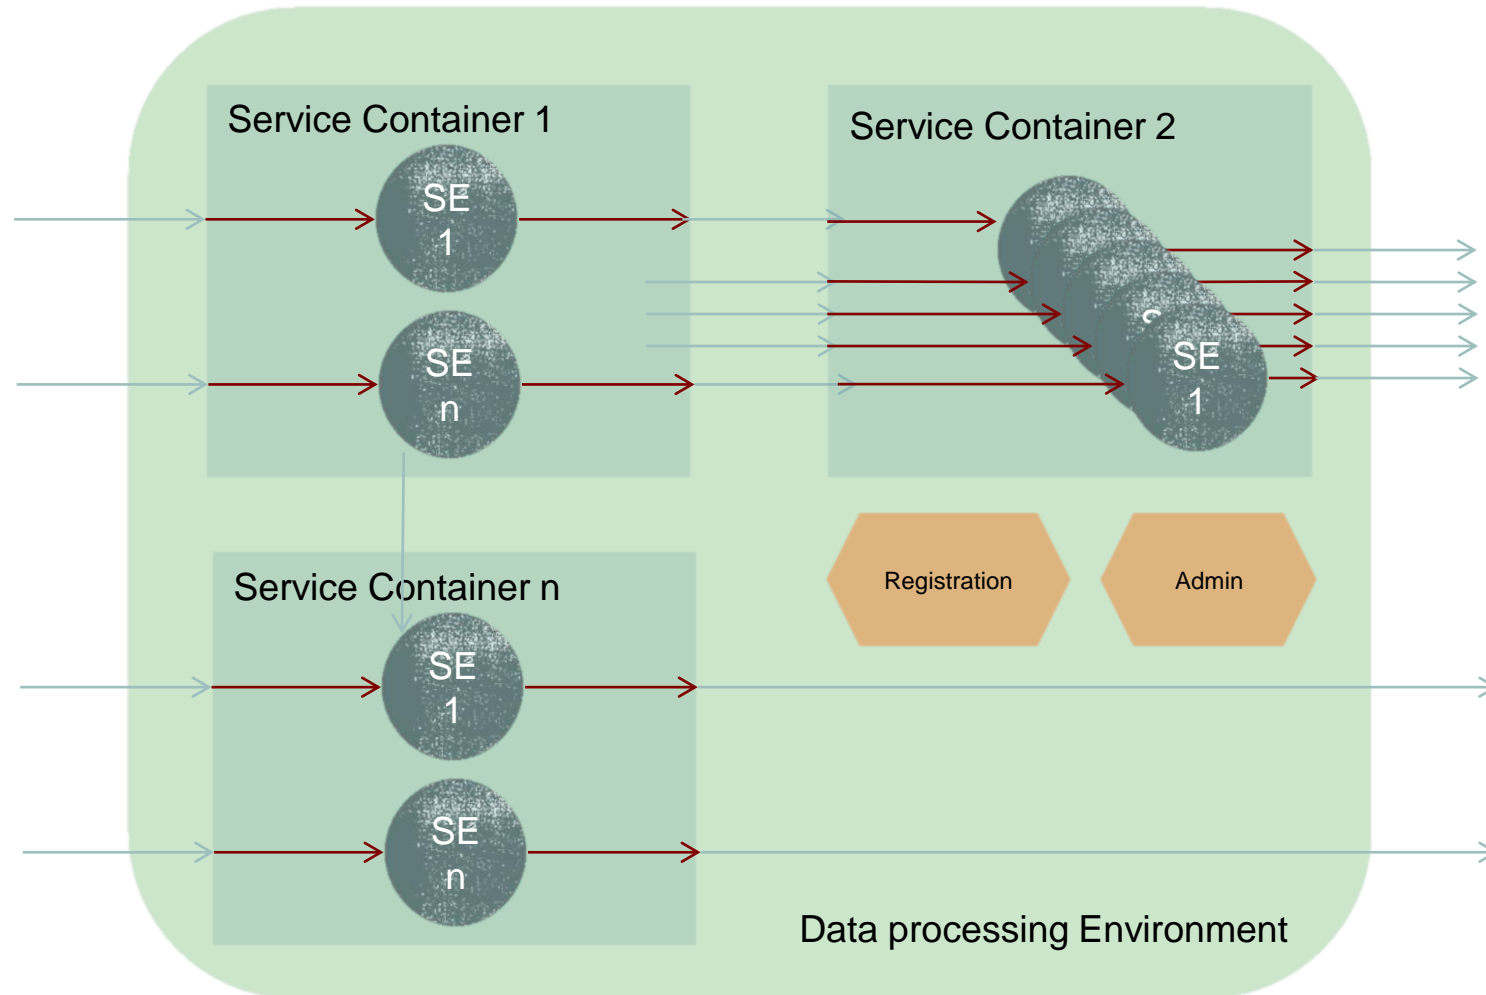 Service Container 1
SE
1
SE
n
Service Container 2
S
SE
1
Registration
Admin
Service Container n
SE
1
SE
n
Data processing Environment